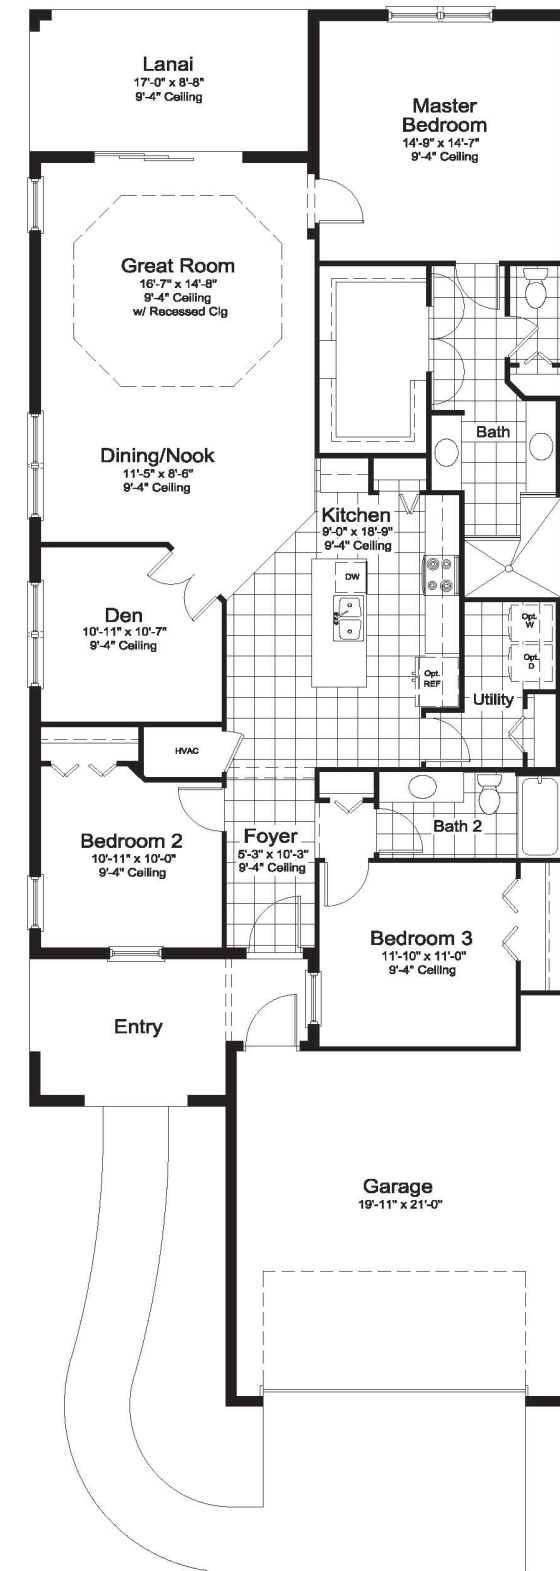 Lanai
17'-0" x 8'-8"
9'-4" Ceiling
Master
Bedroom
14'-9" x 14'-7"
9'-4" Ceiling
Great Room
16'-7" x 14'-8"
9'-4" Ceiling
w/ Recessed Clg
Bath
Dining/Nook
11'-5" x 8'-6"
9'-4" Ceiling
Kitchen
9'-0" x 18'-9"
9'-4" Ceiling
DW
Den
10'-11" x 10'-7"
9'-4" Ceiling
Opt.
W
Opt.
D
Opt.
REF
Utility
HVAC
Bedroom 2
10'-11" x 10'-0"
9'-4" Ceiling
Foyer
5'-3" x 10'-3"
9'-4" Ceiling
Bath 2
Bedroom 3
11'-10" x 11'-0"
9'-4" Ceiling
Entry
Garage
19'-11" x 21'-0"